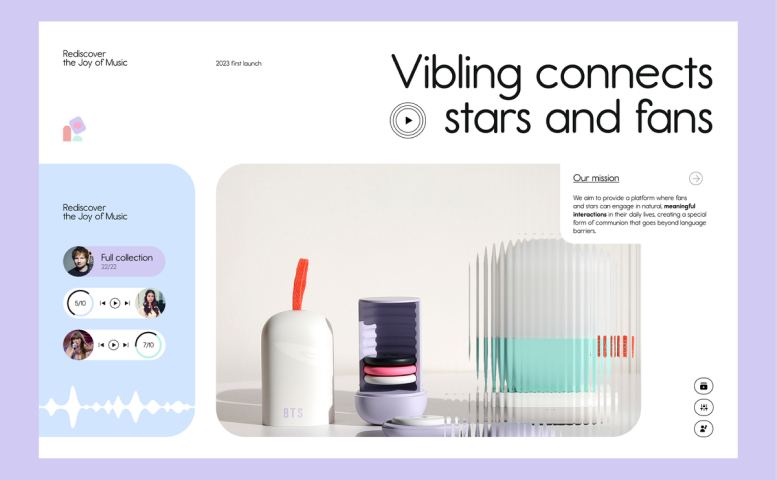 Rediscover
the Joy of Music
2023 first launch
Vibling connects
stars and fans
Our mission
We aim to provide a platform where fans
and stars can engage in natural, meaningful
interactions in their daily lives, creating a special
form of communion that goes beyond language
barriers.
Rediscover
the Joy of Music
Full collection
22/22
5/10
7/10
BTS